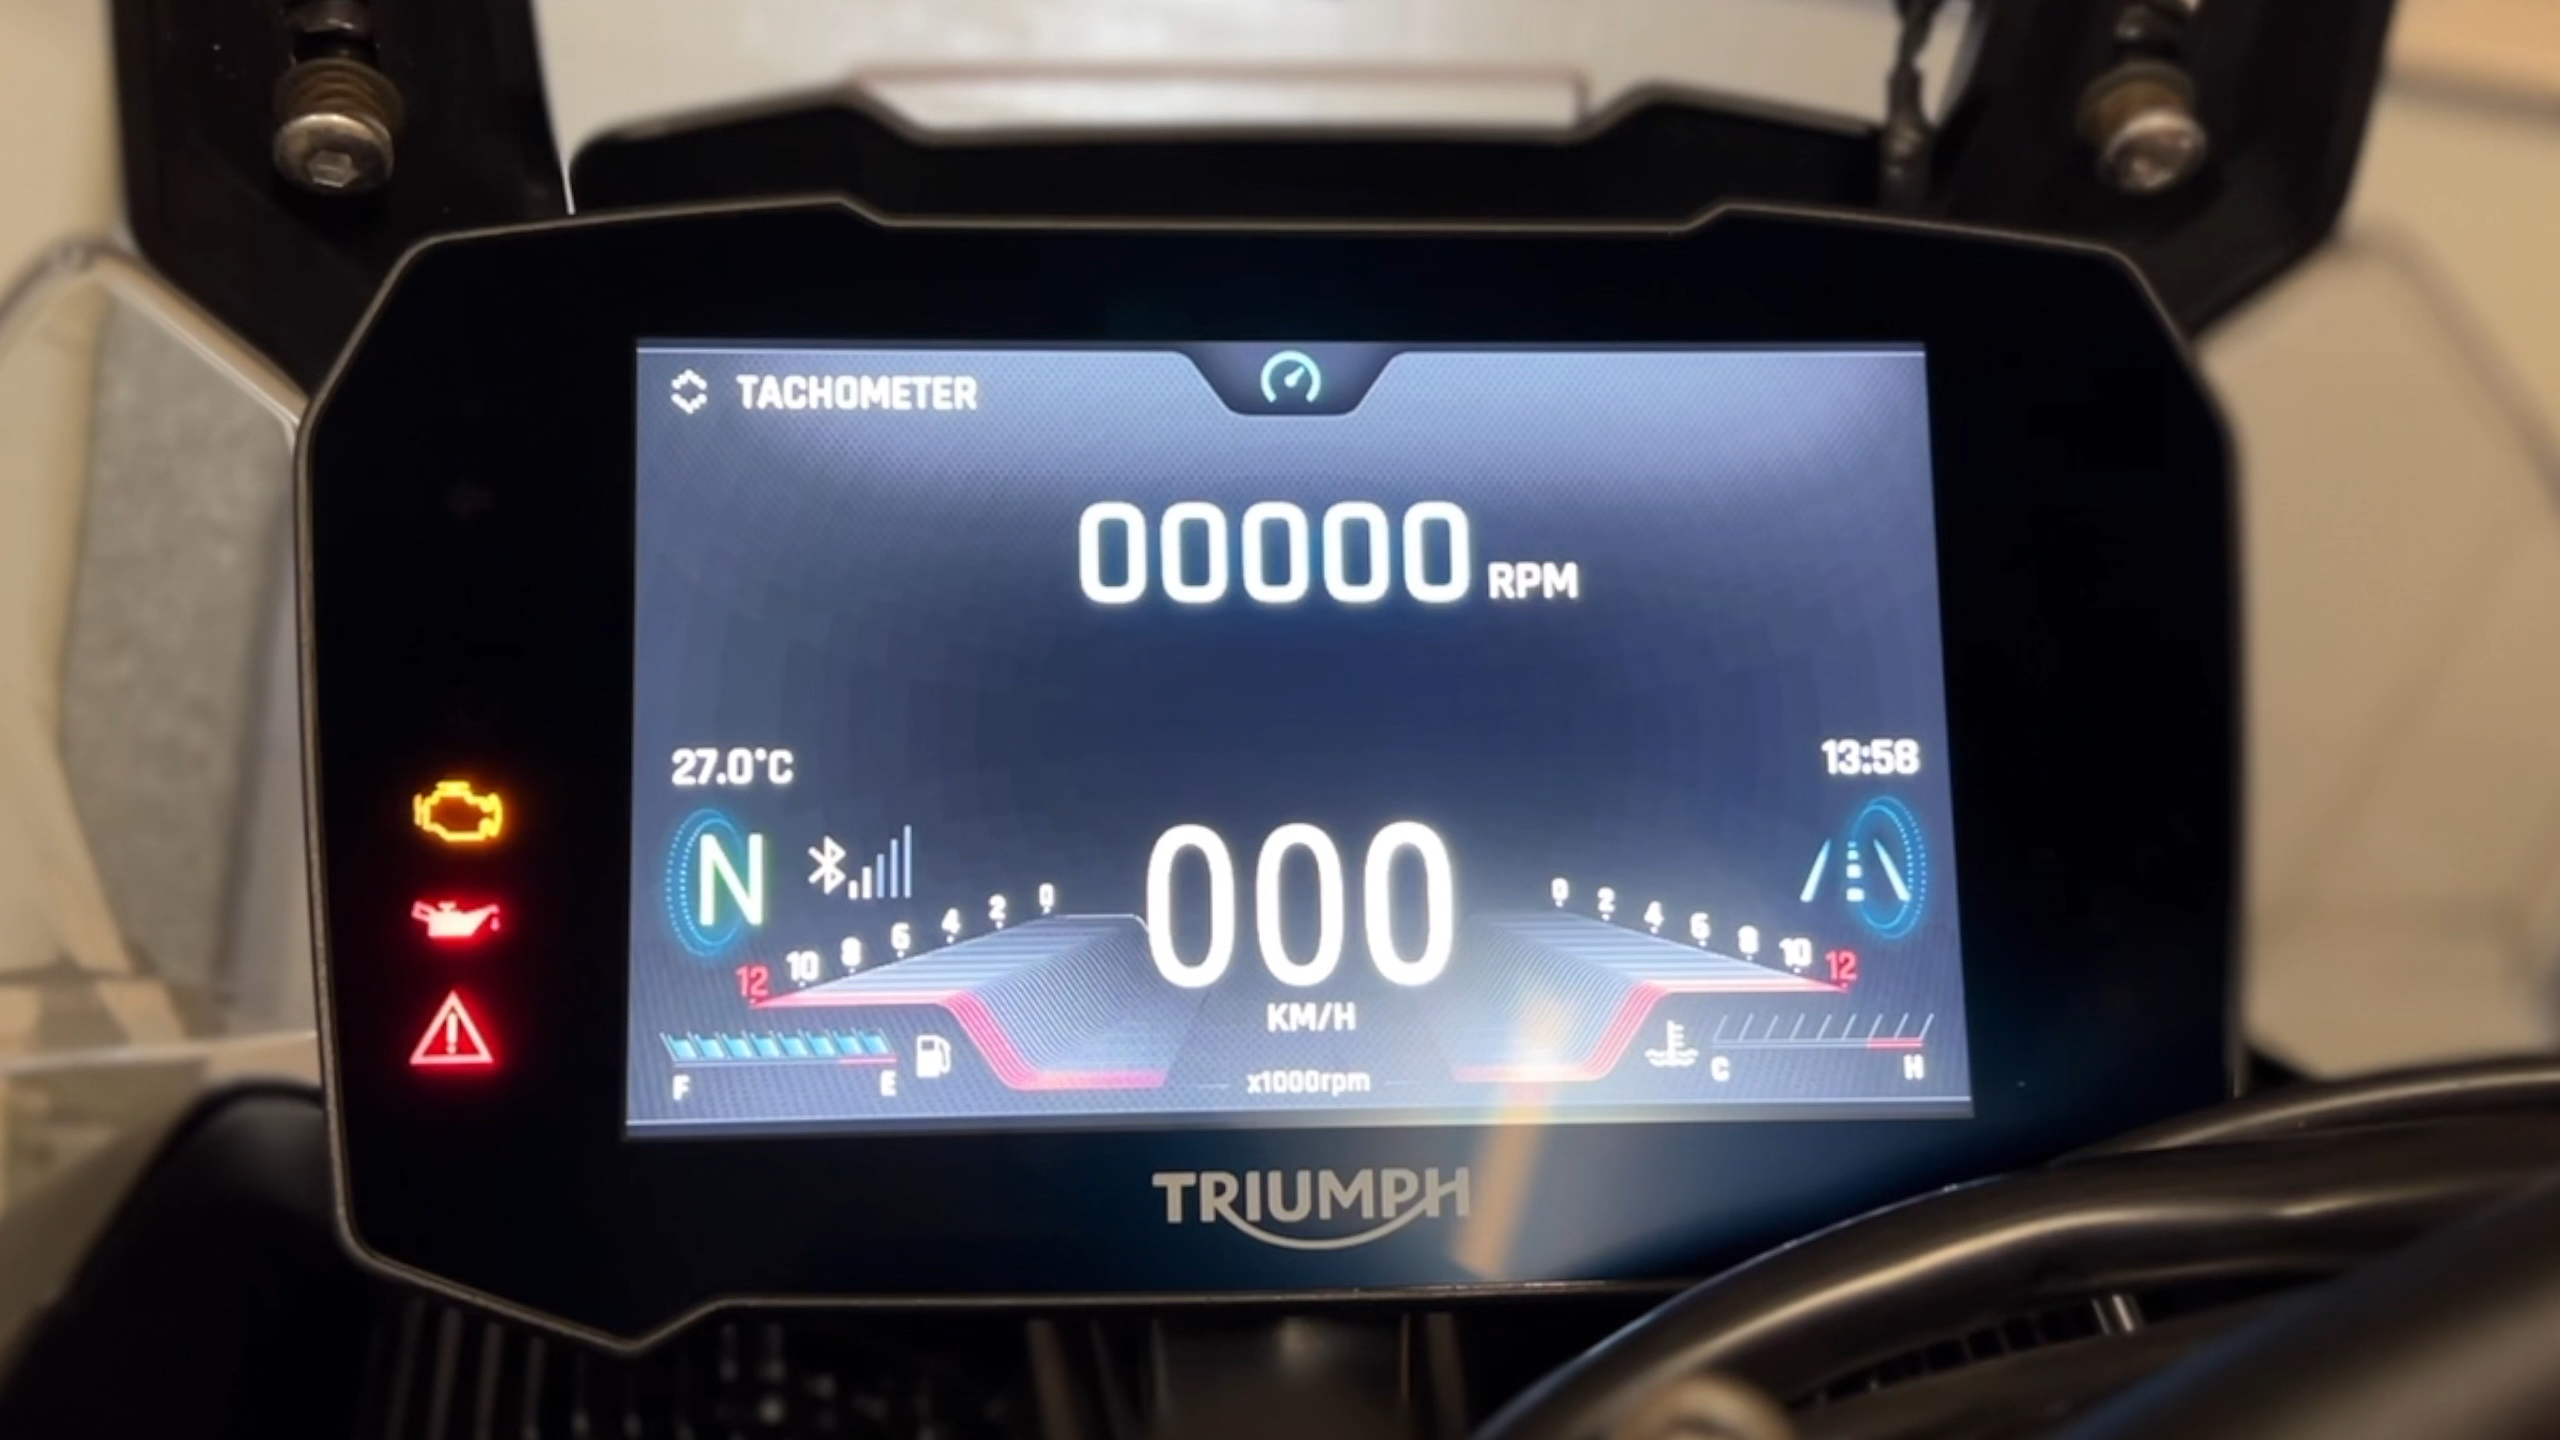 TACHOMETER
00000 RPM
27.0°C
13:58
N
000
0 2 4 6 8 10 12
0 2 4 6 8 10 12
KM/H
x1000rpm
F E
C H
TRIUMPH